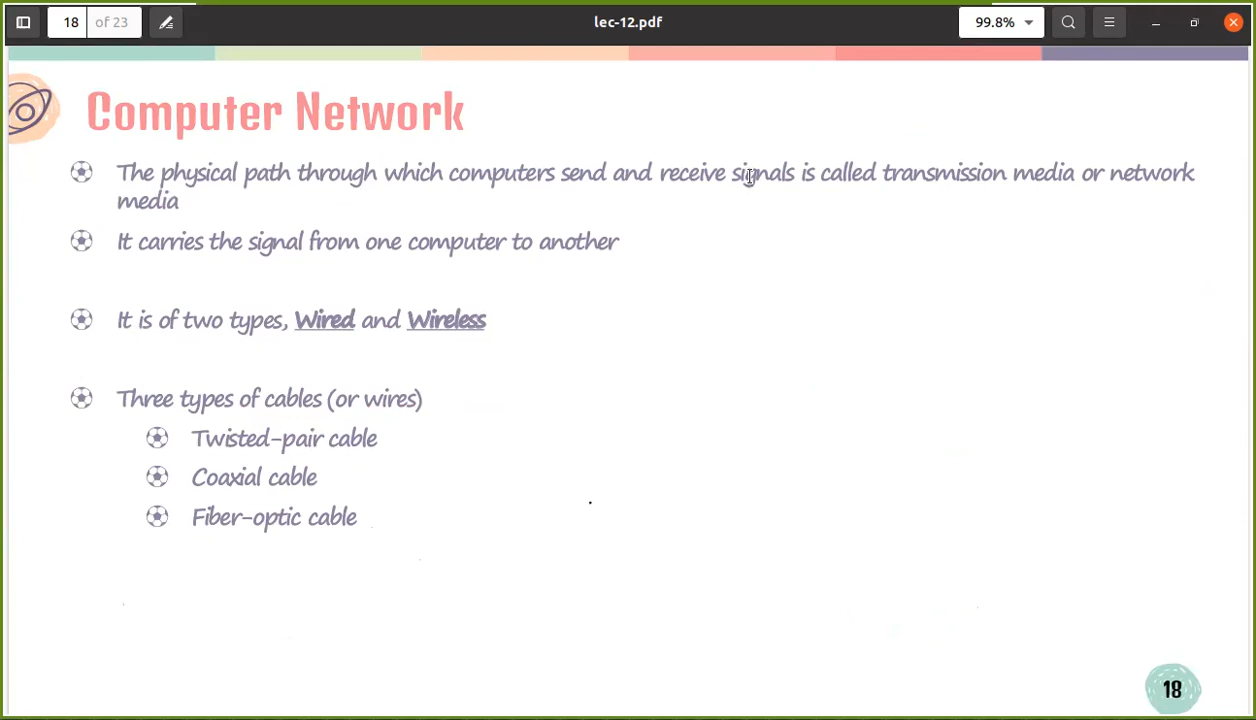 18 of 23
lec-12.pdf
99.8%
Computer Network
The physical path through which computers send and receive signals is called transmission media or network
media
It carries the signal from one computer to another
It is of two types, Wired and Wireless
Three types of cables (or wires)
Twisted-pair cable
Coaxial cable
Fiber-optic cable
18